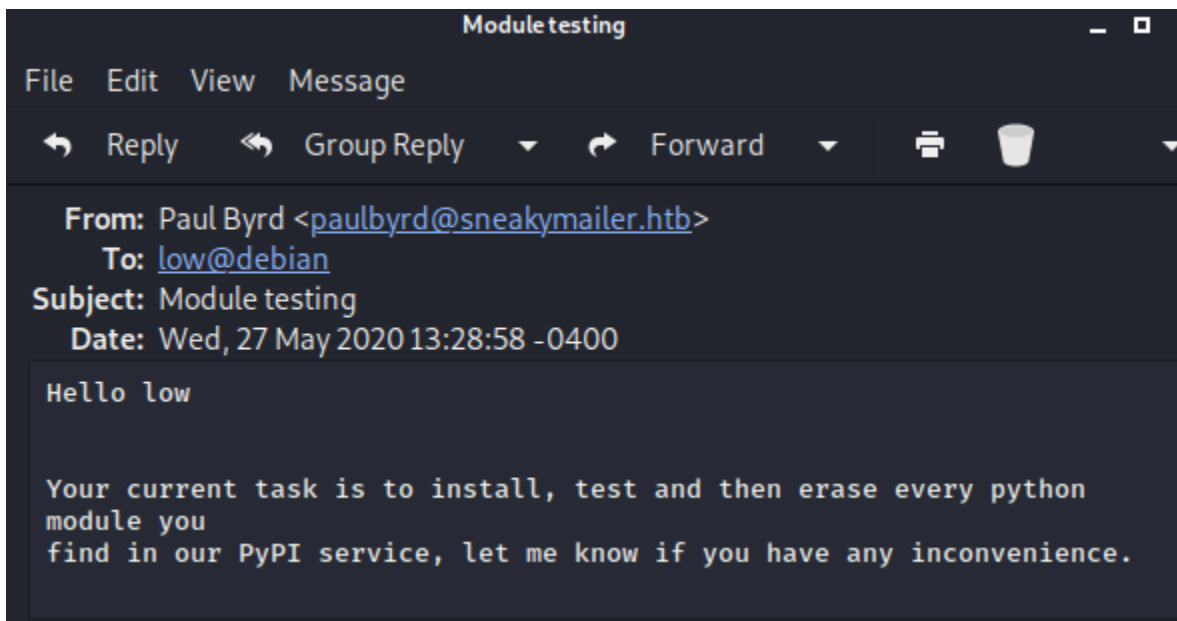 Module testing
File Edit View Message
Reply Group Reply Forward
From: Paul Byrd <paulbyrd@sneakymailer.htb>
To: low@debian
Subject: Module testing
Date: Wed, 27 May 2020 13:28:58 -0400
Hello low
Your current task is to install, test and then erase every python
module you
find in our PyPI service, let me know if you have any inconvenience.